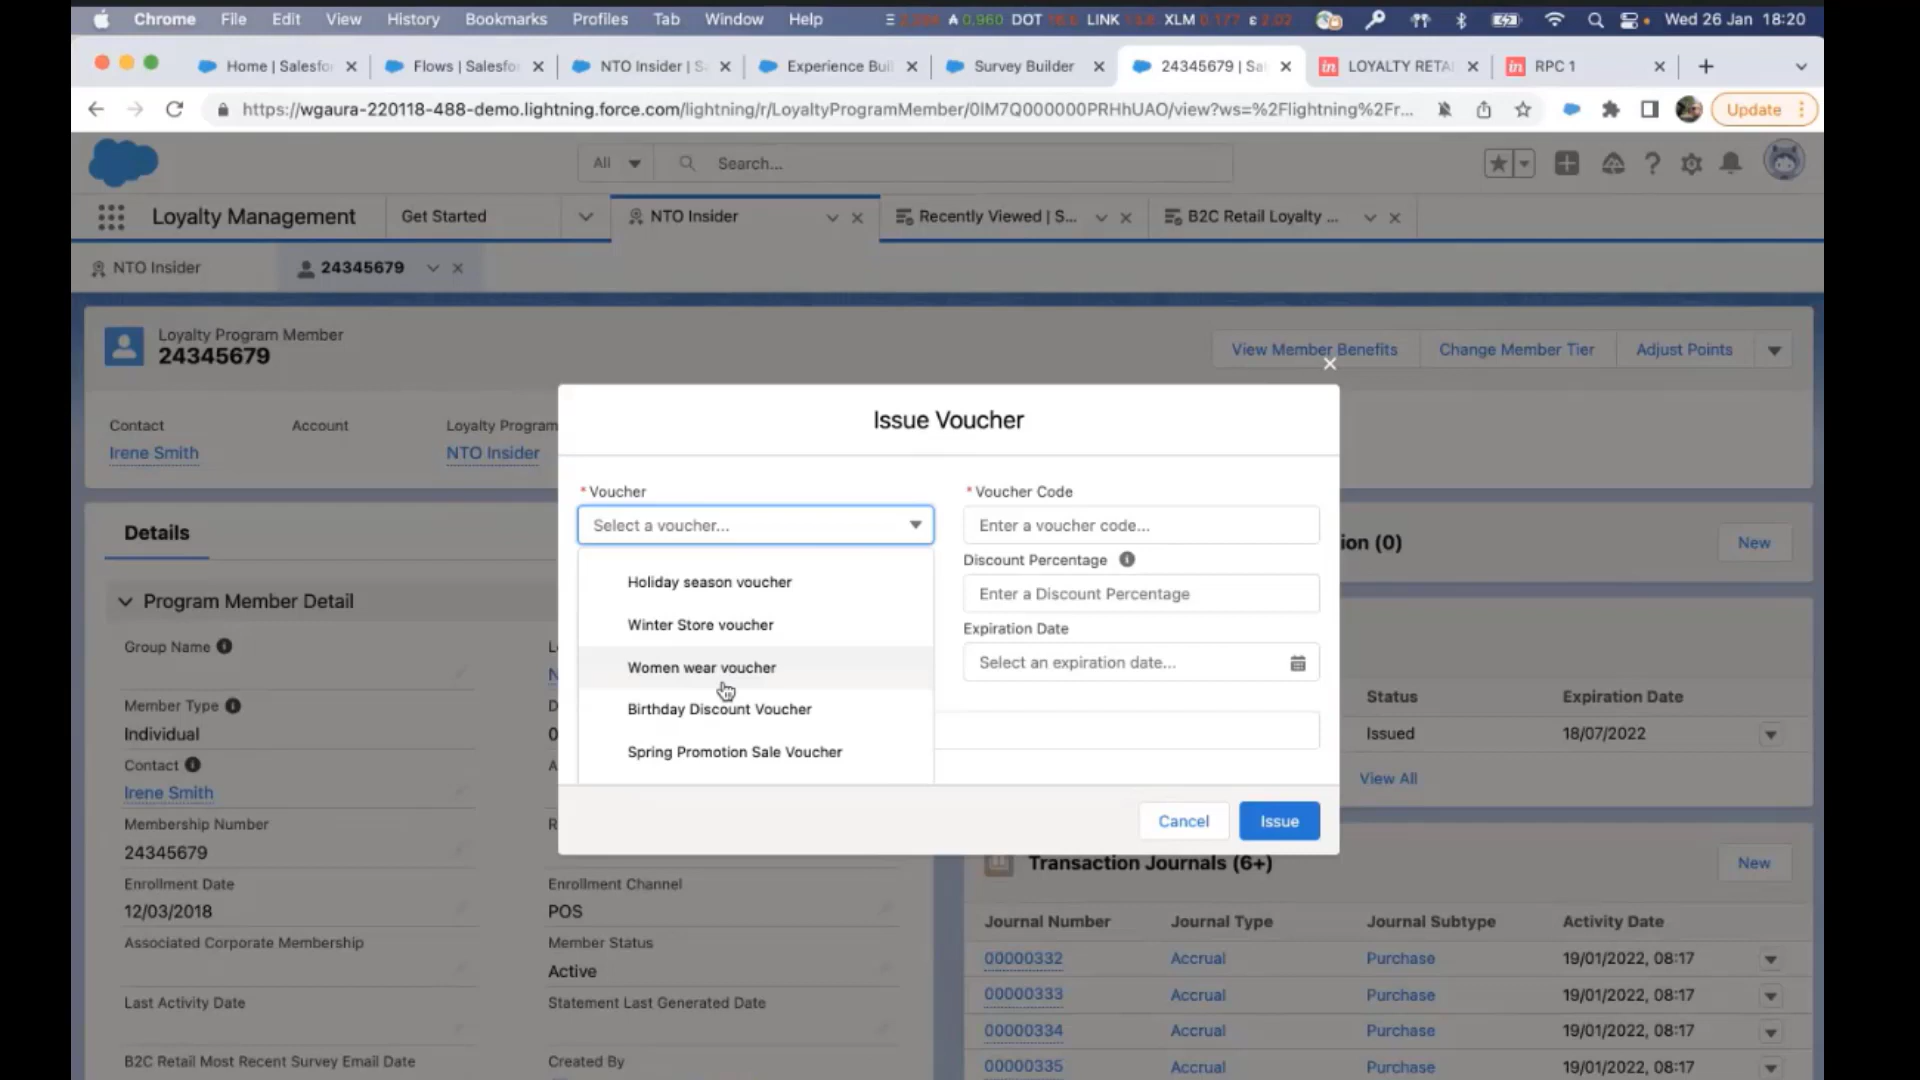 Chrome File Edit View History Bookmarks Profiles Tab Window Help
0.960 DOT LINK XLM 0.177 Wed 26 Jan 18:20
Home | Salesfor Flows | Salesfo NTO Insider | S Experience Buil Survey Builder 24345679 | Sal LOYALTY RETA RPC 1
https://wgaura-220118-488-demo.lightning.force.com/lightning/r/LoyaltyProgramMember/0lM7Q000000PRHhUAO/view?ws=%2Flightning%2Fr... Update
All Search...
Loyalty Management Get Started NTO Insider Recently Viewed | S... B2C Retail Loyalty ...
NTO Insider 24345679
Loyalty Program Member
24345679
View Member Benefits Change Member Tier Adjust Points
Contact Account Loyalty Program
Irene Smith NTO Insider
Issue Voucher
* Voucher
Select a voucher...
Holiday season voucher
Winter Store voucher
Women wear voucher
Birthday Discount Voucher
Spring Promotion Sale Voucher
* Voucher Code
Enter a voucher code...
Discount Percentage
Enter a Discount Percentage
Expiration Date
Select an expiration date...
Cancel Issue
Details
Program Member Detail
Group Name
Member Type
Individual
Contact
Irene Smith
Membership Number
24345679
Enrollment Date Enrollment Channel
12/03/2018 POS
Associated Corporate Membership Member Status
Active
Last Activity Date Statement Last Generated Date
B2C Retail Most Recent Survey Email Date Created By
ion (0) New
Status Expiration Date
Issued 18/07/2022
View All
Transaction Journals (6+) New
Journal Number Journal Type Journal Subtype Activity Date
00000332 Accrual Purchase 19/01/2022, 08:17
00000333 Accrual Purchase 19/01/2022, 08:17
00000334 Accrual Purchase 19/01/2022, 08:17
00000335 Accrual Purchase 19/01/2022, 08:17